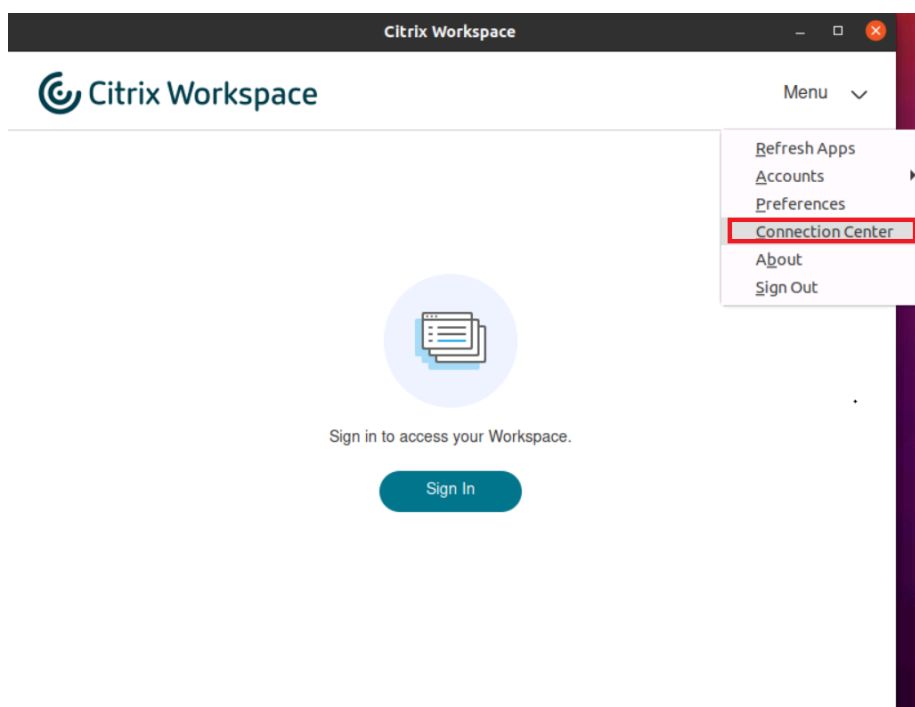 Citrix Workspace
Citrix Workspace
Menu
Refresh Apps
Accounts
Preferences
Connection Center
About
Sign Out
Sign in to access your Workspace.
Sign In